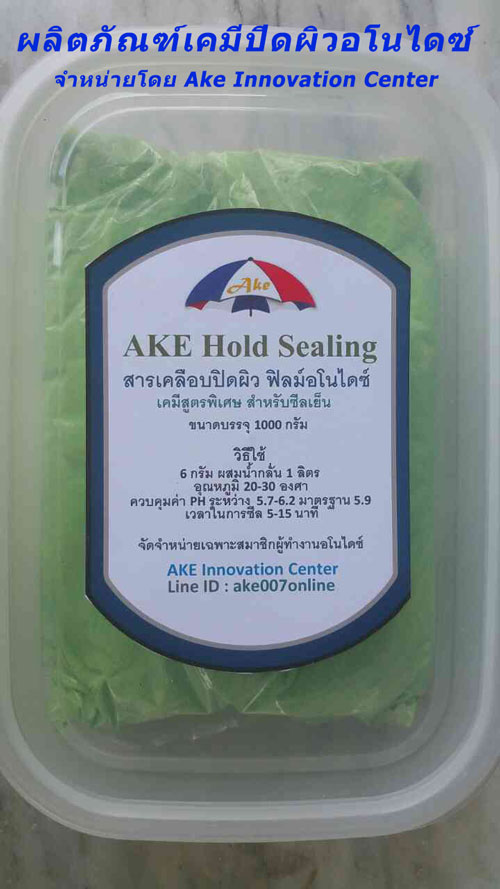 ผลิตภัณฑ์เคมีปิดผิวอโนไดซ์
จำหน่ายโดย Ake Innovation Center
Ake
AKE Hold Sealing
สารเคลือบปิดผิว ฟิลม์อโนไดซ์
เคมีสูตรพิเศษ สำหรับซีลเย็น
ขนาดบรรจุ 1000 กรัม
วิธีใช้
6 กรัม ผสมน้ำกลั่น 1 ลิตร
อุณหภูมิ 20-30 องศา
ควบคุมค่า PH ระหว่าง 5.7-6.2 มาตรฐาน 5.9
เวลาในการซีล 5-15 นาที
จัดจำหน่ายเฉพาะสมาชิกผู้ทำงานอโนไดซ์
AKE Innovation Center
Line ID : ake007online